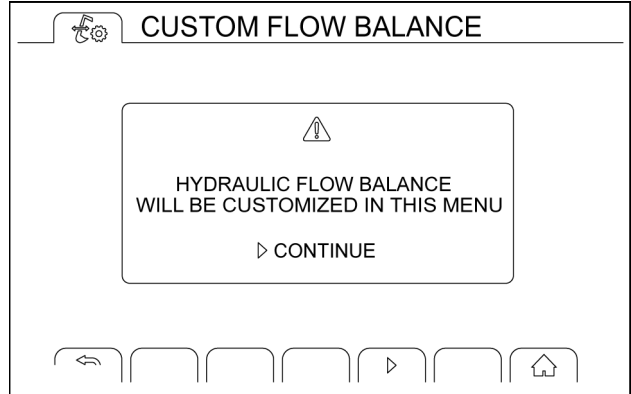 CUSTOM FLOW BALANCE
HYDRAULIC FLOW BALANCE
WILL BE CUSTOMIZED IN THIS MENU
CONTINUE